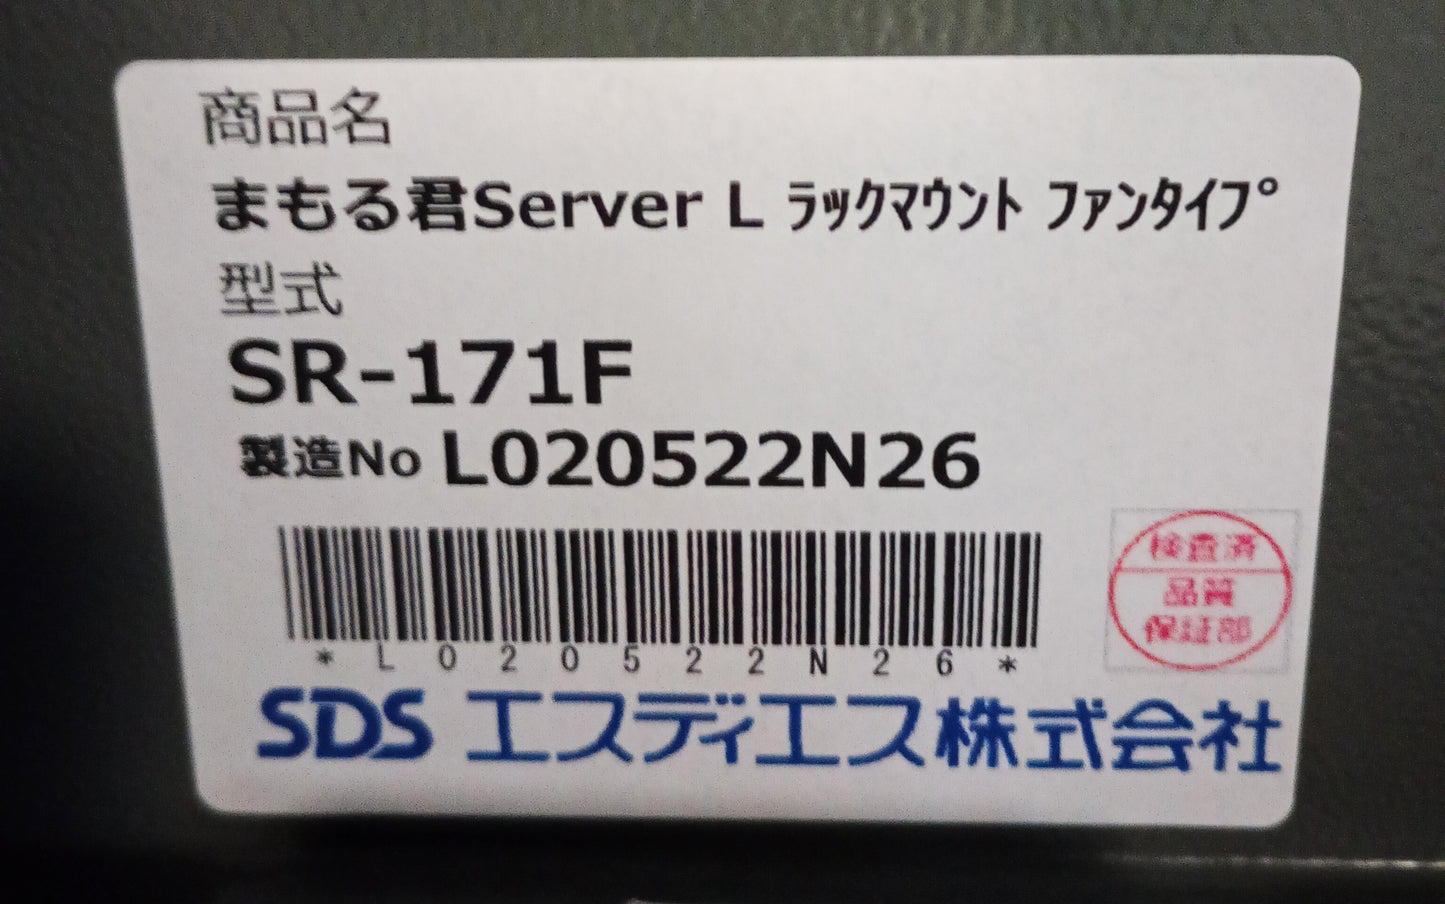 商品名
まもる君Server L ﾗｯｸﾏｳﾝﾄ ﾌｧﾝﾀｲﾌﾟ
型式
SR-171F
製造No L020522N26
*L020522N26*
検査済
品質
保証部
SDS エスディエス株式会社